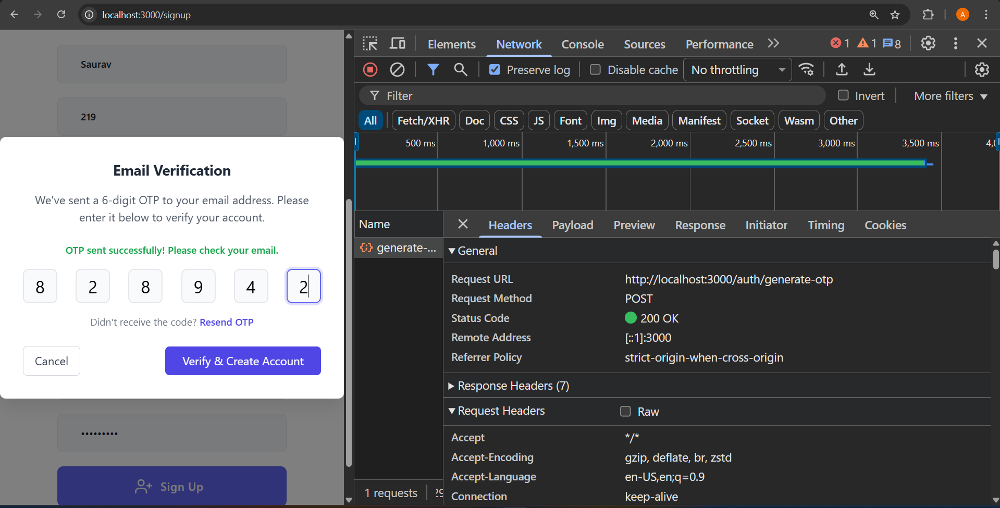 localhost:3000/signup
A
Saurav
219
Email Verification
We've sent a 6-digit OTP to your email address. Please
enter it below to verify your account.
OTP sent successfully! Please check your email.
8 2 8 9 4 2
Didn't receive the code? Resend OTP
Cancel
Verify & Create Account
•••••••••
Sign Up
Elements Network Console Sources Performance
1 1 8
Preserve log Disable cache No throttling
Filter Invert More filters
All Fetch/XHR Doc CSS JS Font Img Media Manifest Socket Wasm Other
500 ms 1,000 ms 1,500 ms 2,000 ms 2,500 ms 3,000 ms 3,500 ms
Name
generate-...
1 requests
Headers Payload Preview Response Initiator Timing Cookies
General
Request URL http://localhost:3000/auth/generate-otp
Request Method POST
Status Code 200 OK
Remote Address [::1]:3000
Referrer Policy strict-origin-when-cross-origin
Response Headers (7)
Request Headers Raw
Accept */*
Accept-Encoding gzip, deflate, br, zstd
Accept-Language en-US,en;q=0.9
Connection keep-alive